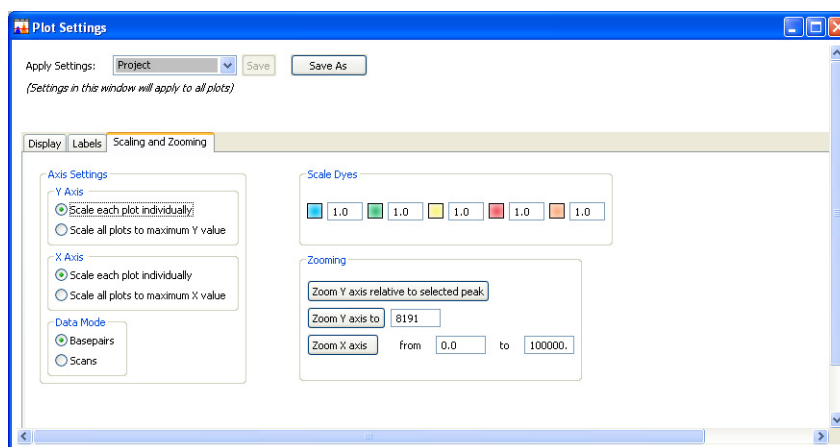 Plot Settings
Apply Settings: Project Save Save As
(Settings in this window will apply to all plots)
Display Labels Scaling and Zooming
Axis Settings
Y Axis
Scale each plot individually
Scale all plots to maximum Y value
X Axis
Scale each plot individually
Scale all plots to maximum X value
Data Mode
Basepairs
Scans
Scale Dyes
1.0 1.0 1.0 1.0 1.0
Zooming
Zoom Y axis relative to selected peak
Zoom Y axis to 8191
Zoom X axis from 0.0 to 100000.